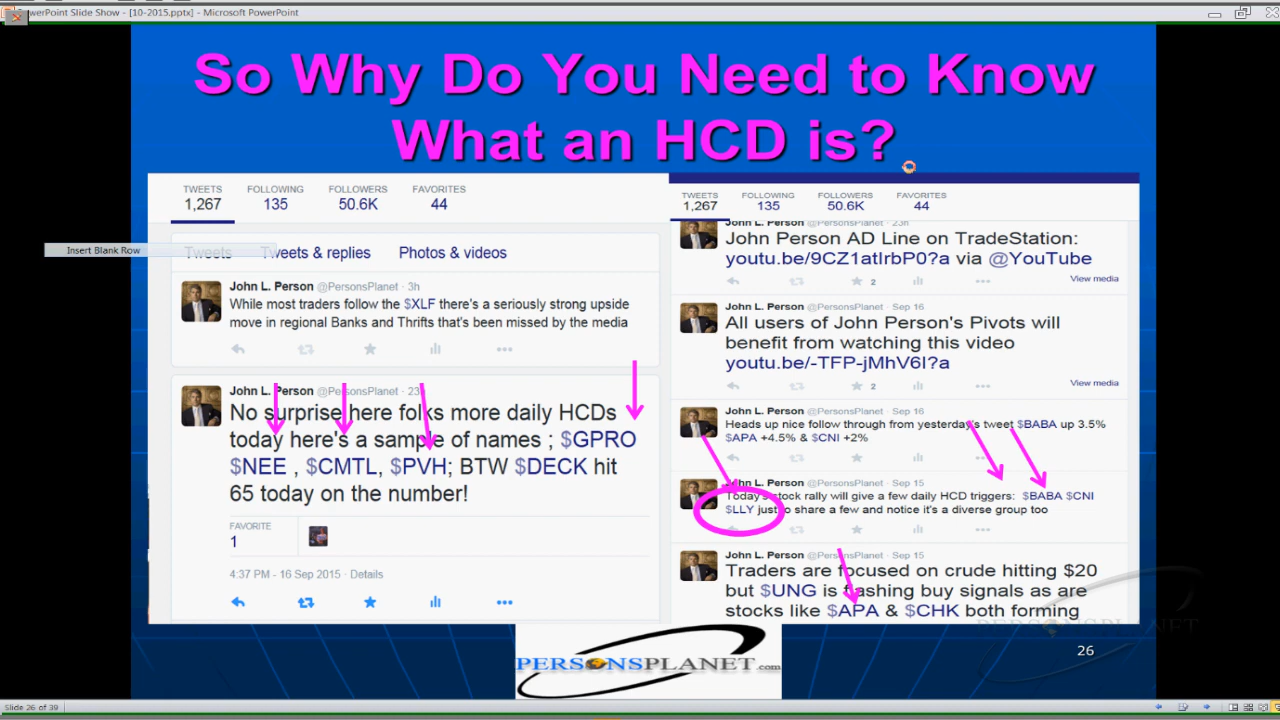 PowerPoint Slide Show - [10-2015.pptx] - Microsoft PowerPoint
So Why Do You Need to Know
What an HCD is?
TWEETS FOLLOWING FOLLOWERS FAVORITES
1,267 135 50.6K 44
Insert Blank Row
Tweets Tweets & replies Photos & videos
John L. Person @PersonsPlanet · 3h
While most traders follow the $XLF there's a seriously strong upside
move in regional Banks and Thrifts that's been missed by the media
John L. Person @PersonsPlanet · 23
No surprise here folks more daily HCDs
today here's a sample of names ; $GPRO
$NEE , $CMTL, $PVH; BTW $DECK hit
65 today on the number!
FAVORITE
1
4:37 PM - 16 Sep 2015 · Details
TWEETS FOLLOWING FOLLOWERS FAVORITES
1,267 135 50.6K 44
John L. Person @PersonsPlanet · 23h
John Person AD Line on TradeStation:
youtu.be/9CZ1atIrbP0?a via @YouTube
2
View media
John L. Person @PersonsPlanet · Sep 16
All users of John Person's Pivots will
benefit from watching this video
youtu.be/-TFP-jMhV6I?a
2
View media
John L. Person @PersonsPlanet · Sep 16
Heads up nice follow through from yesterday's tweet $BABA up 3.5%
$APA +4.5% & $CNI +2%
John L. Person @PersonsPlanet · Sep 15
Today's stock rally will give a few daily HCD triggers: $BABA $CNI
$LLY just to share a few and notice it's a diverse group too
John L. Person @PersonsPlanet · Sep 15
Traders are focused on crude hitting $20
but $UNG is flashing buy signals as are
stocks like $APA & $CHK both forming
PERSONSPLANET
PERSONSPLANET.com
26
Slide 26 of 39